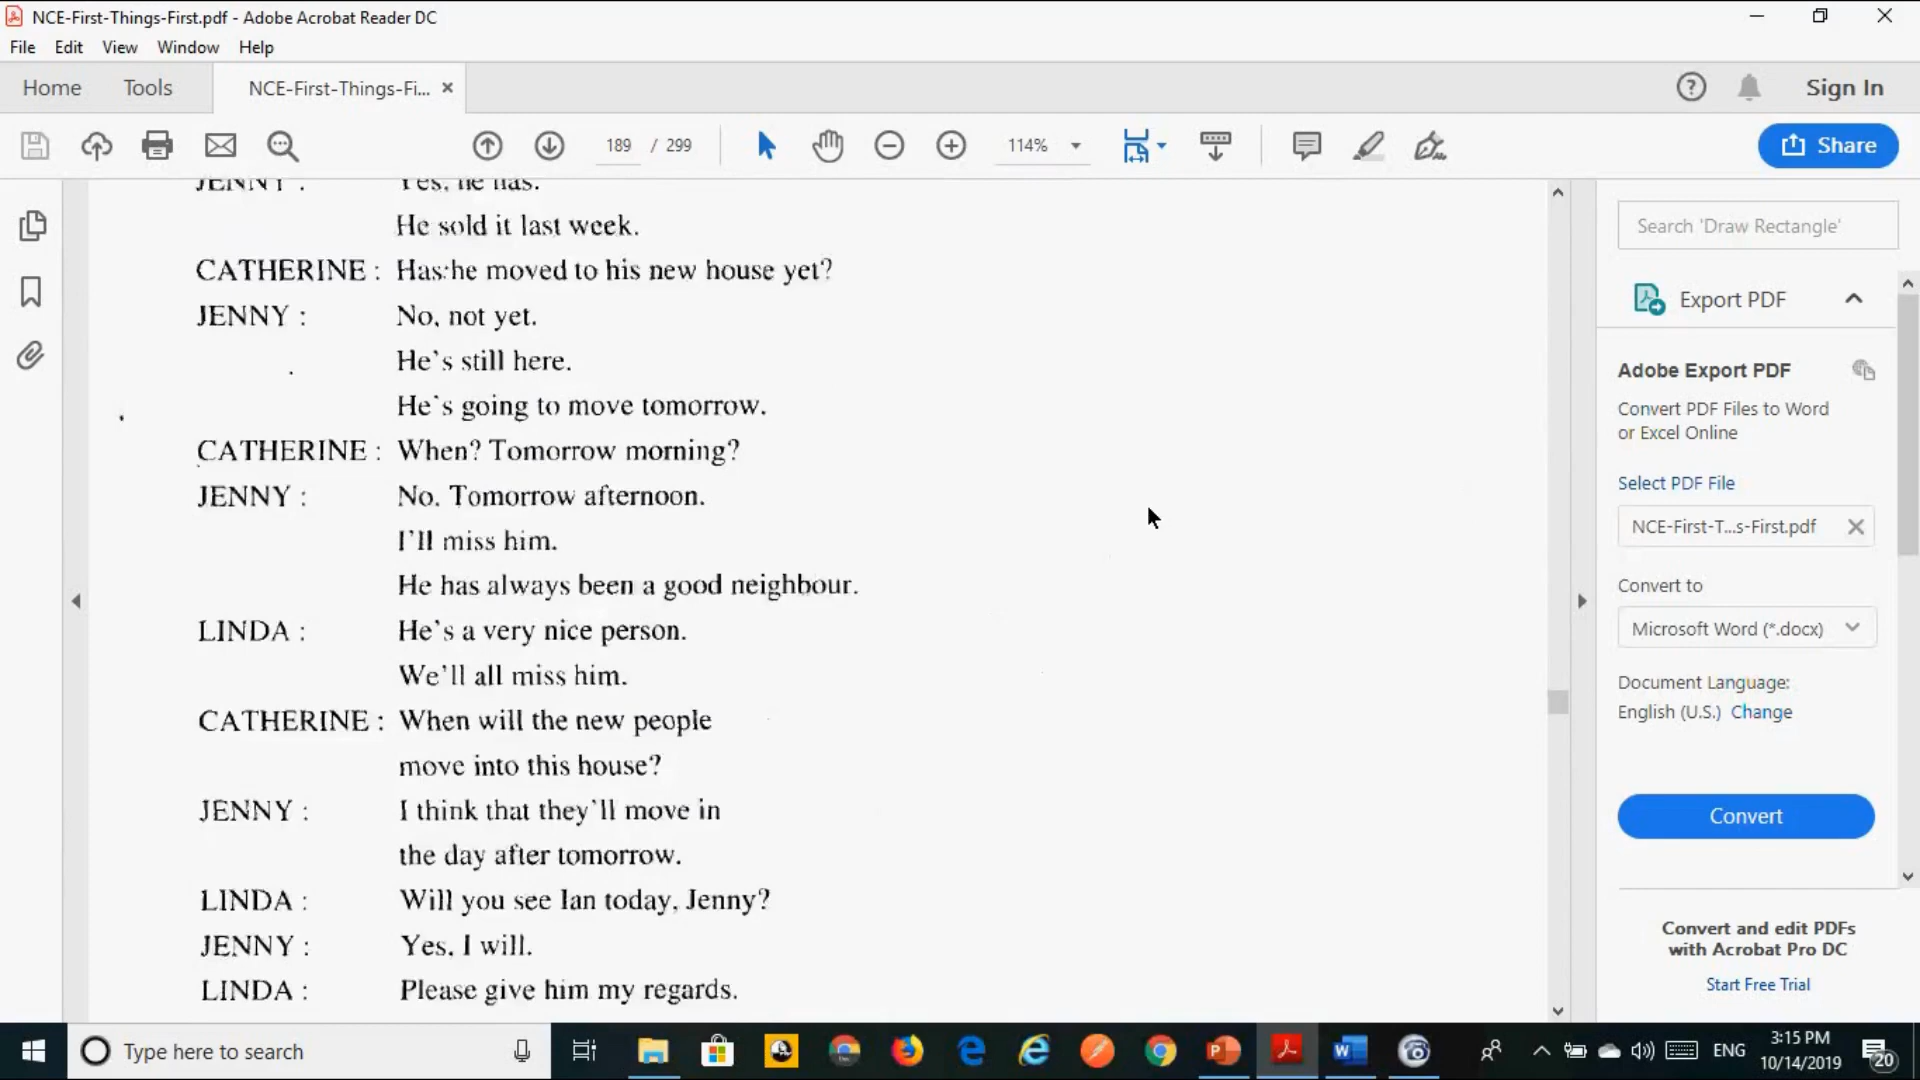 NCE-First-Things-First.pdf - Adobe Acrobat Reader DC
File Edit View Window Help
Home Tools NCE-First-Things-Fi... × Sign In
189 / 299 114% Share
JENNY : Yes, he has.
He sold it last week.
CATHERINE : Has he moved to his new house yet?
JENNY : No, not yet.
He's still here.
He's going to move tomorrow.
CATHERINE : When? Tomorrow morning?
JENNY : No. Tomorrow afternoon.
I'll miss him.
He has always been a good neighbour.
LINDA : He's a very nice person.
We'll all miss him.
CATHERINE : When will the new people
move into this house?
JENNY : I think that they'll move in
the day after tomorrow.
LINDA : Will you see Ian today, Jenny?
JENNY : Yes, I will.
LINDA : Please give him my regards.
Search 'Draw Rectangle'
Export PDF
Adobe Export PDF
Convert PDF Files to Word
or Excel Online
Select PDF File
NCE-First-T...s-First.pdf
Convert to
Microsoft Word (*.docx)
Document Language:
English (U.S.) Change
Convert
Convert and edit PDFs
with Acrobat Pro DC
Start Free Trial
Type here to search
ENG
3:15 PM
10/14/2019
20